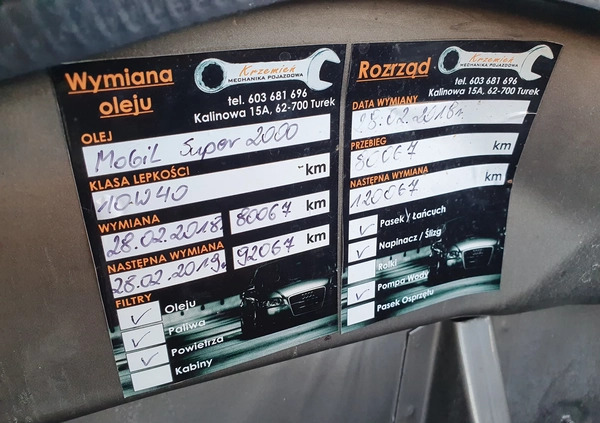 Wymiana oleju
Krzemień
MECHANIKA POJAZDOWA
tel. 603 681 696
Kalinowa 15A, 62-700 Turek
OLEJ
MOBIL Super 2000
KLASA LEPKOŚCI
10W40 km
WYMIANA
28.02.2018r. 80067 km
NASTĘPNA WYMIANA
28.02.2019r. 92067 km
FILTRY
Oleju
Paliwa
Powietrza
Kabiny
Rozrząd
Krzemień
MECHANIKA POJAZDOWA
tel. 603 681 696
Kalinowa 15A, 62-700 Turek
DATA WYMIANY
28.02.2018r.
PRZEBIEG
80067 km
NASTĘPNA WYMIANA
120067 km
Pasek / Łańcuch
Napinacz / Ślizg
Rolki
Pompa Wody
Pasek Osprzętu